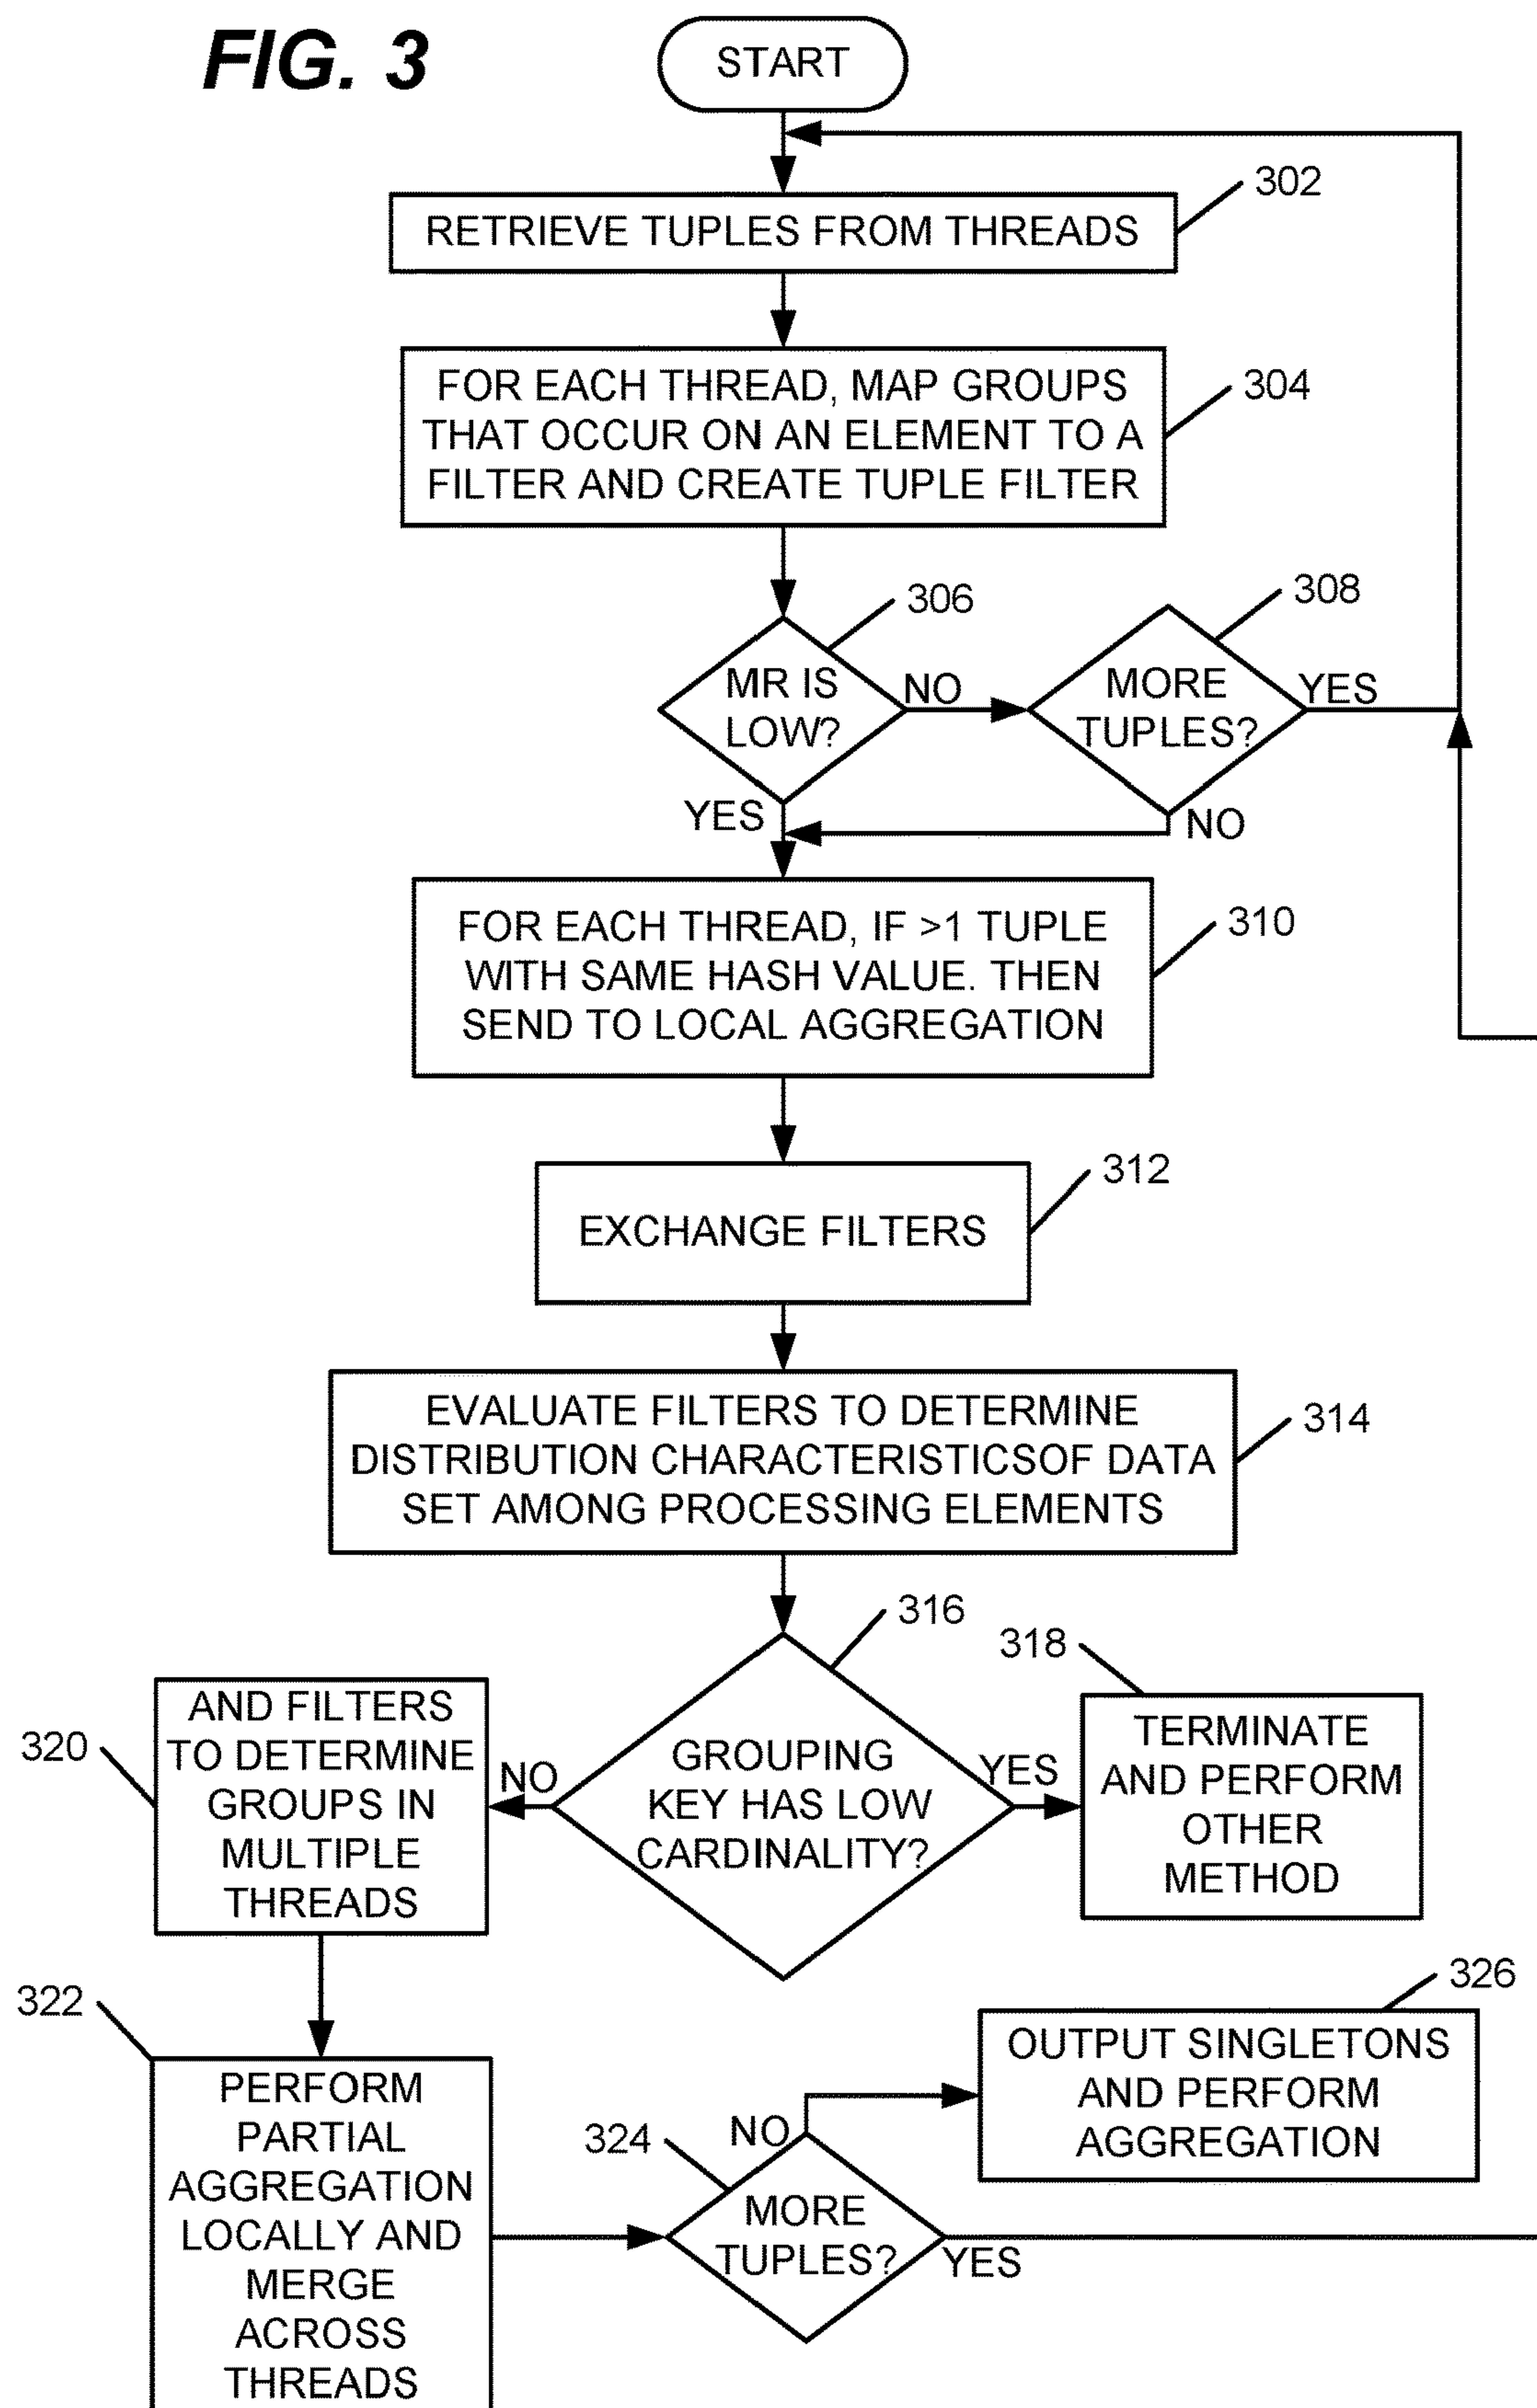 FIG. 3
START
302
RETRIEVE TUPLES FROM THREADS
FOR EACH THREAD, MAP GROUPS
THAT OCCUR ON AN ELEMENT TO A
FILTER AND CREATE TUPLE FILTER
304
306
308
MR IS
LOW?
NO
MORE
TUPLES?
YES
YES
NO
FOR EACH THREAD, IF >1 TUPLE
WITH SAME HASH VALUE. THEN
SEND TO LOCAL AGGREGATION
310
312
EXCHANGE FILTERS
EVALUATE FILTERS TO DETERMINE
DISTRIBUTION CHARACTERISTICSOF DATA
SET AMONG PROCESSING ELEMENTS
314
316
318
320
AND FILTERS
TO DETERMINE
GROUPS IN
MULTIPLE
THREADS
NO
GROUPING
KEY HAS LOW
CARDINALITY?
YES
TERMINATE
AND PERFORM
OTHER
METHOD
322
PERFORM
PARTIAL
AGGREGATION
LOCALLY AND
MERGE
ACROSS
THREADS
324
NO
MORE
TUPLES?
YES
326
OUTPUT SINGLETONS
AND PERFORM
AGGREGATION